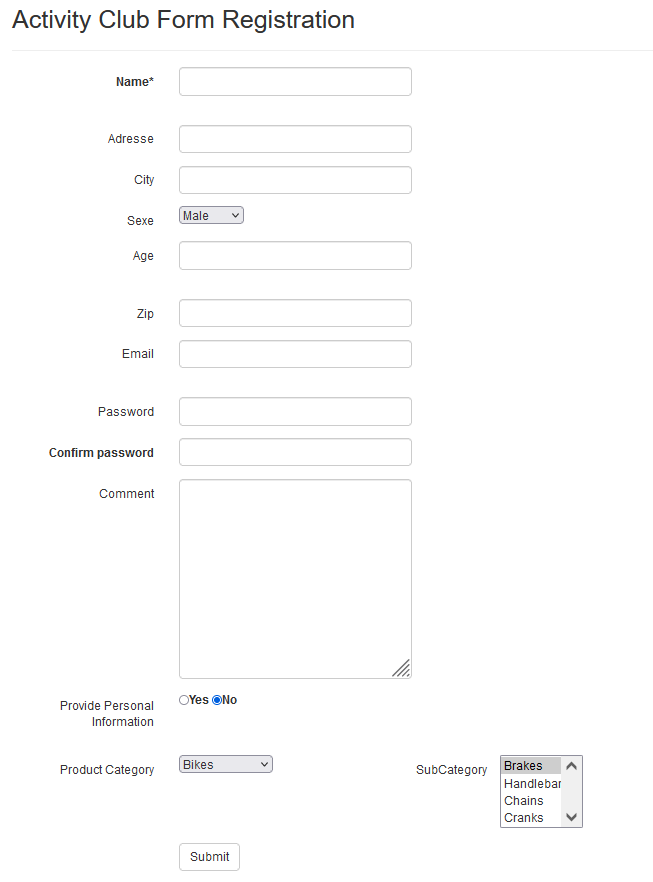 Activity Club Form Registration
Name*
Adresse
City
Sexe Male
Age
Zip
Email
Password
Confirm password
Comment
Provide Personal
Information
Yes No
Product Category Bikes
SubCategory Brakes
Handlebar
Chains
Cranks
Submit